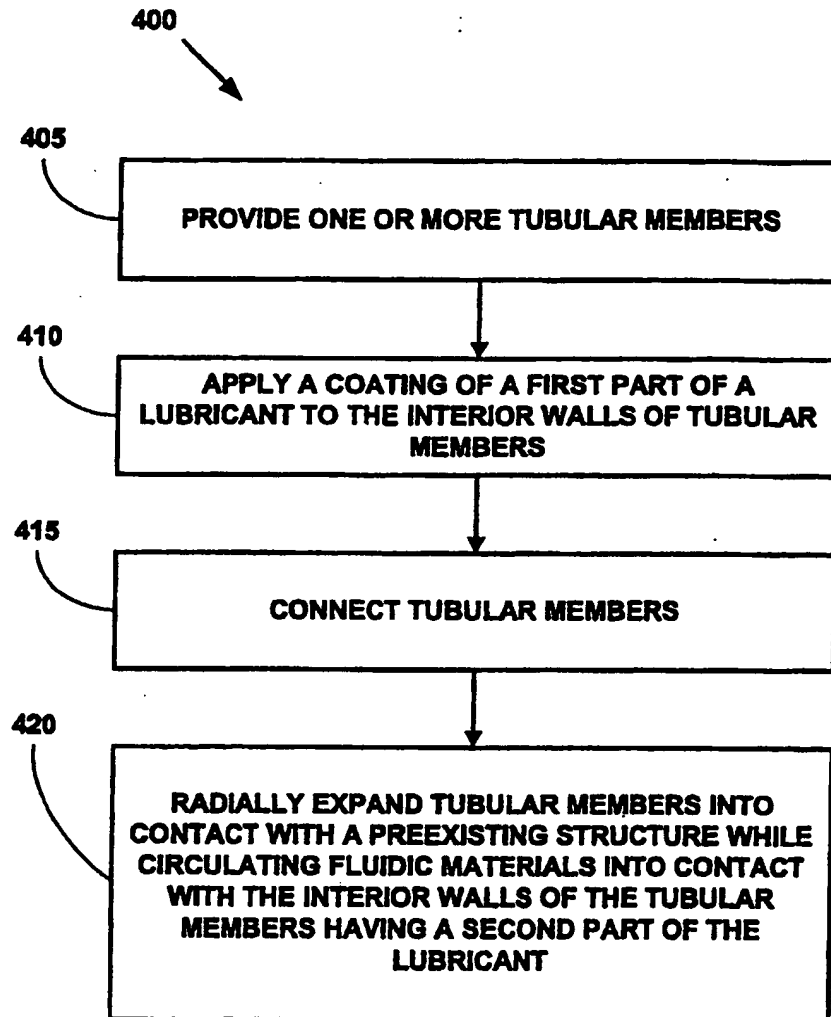 400
405
PROVIDE ONE OR MORE TUBULAR MEMBERS
410
APPLY A COATING OF A FIRST PART OF A
LUBRICANT TO THE INTERIOR WALLS OF TUBULAR
MEMBERS
415
CONNECT TUBULAR MEMBERS
420
RADIALLY EXPAND TUBULAR MEMBERS INTO
CONTACT WITH A PREEXISTING STRUCTURE WHILE
CIRCULATING FLUIDIC MATERIALS INTO CONTACT
WITH THE INTERIOR WALLS OF THE TUBULAR
MEMBERS HAVING A SECOND PART OF THE
LUBRICANT